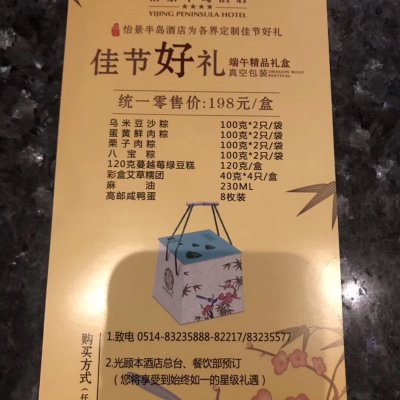 YIJING PENINSULA HOTEL
怡景半岛酒店为各界定制佳节好礼
佳节好礼 端午精品礼盒
真空包装 DRAGON BOAT FESTIVAL
统一零售价:198元/盒
乌米豆沙粽 100克*2只/袋
蛋黄鲜肉粽 100克*2只/袋
栗子肉粽 100克*2只/袋
八宝粽 100克*2只/袋
120克蔓越莓绿豆糕 120克/盒
彩盒艾草糯团 40克*4只/盒
麻油 230ML
高邮咸鸭蛋 8枚装
购买方式
1.致电 0514-83235888-82217/83235577
2.光顾本酒店总台、餐饮部预订
(您将享受到始终如一的星级礼遇)